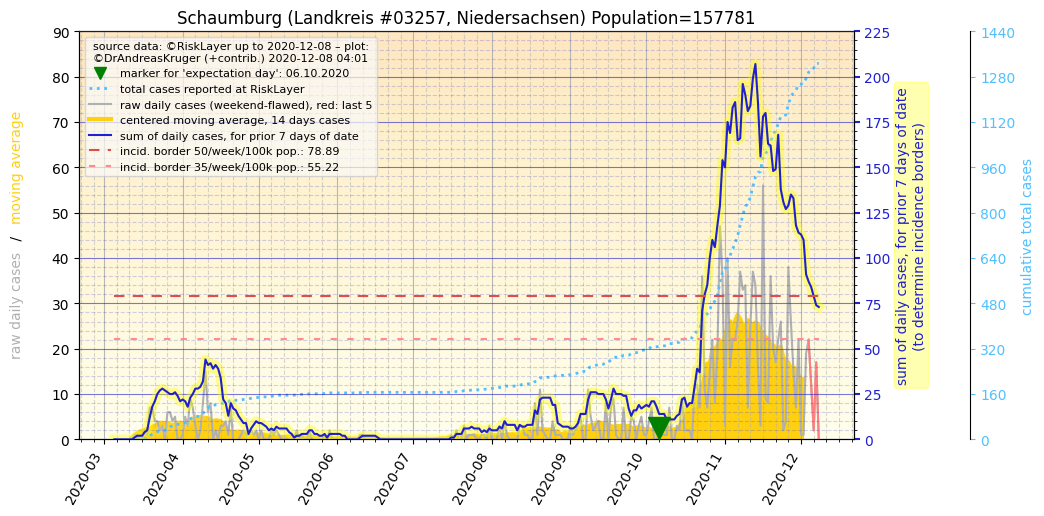 Schaumburg (Landkreis #03257, Niedersachsen) Population=157781
source data: ©RiskLayer up to 2020-12-08 – plot:
©DrAndreasKruger (+contrib.) 2020-12-08 04:01
marker for 'expectation day': 06.10.2020
total cases reported at RiskLayer
raw daily cases (weekend-flawed), red: last 5
centered moving average, 14 days cases
sum of daily cases, for prior 7 days of date
incid. border 50/week/100k pop.: 78.89
incid. border 35/week/100k pop.: 55.22
raw daily cases / moving average
90
80
70
60
50
40
30
20
10
0
2020-03
2020-04
2020-05
2020-06
2020-07
2020-08
2020-09
2020-10
2020-11
2020-12
225
200
175
150
125
100
75
50
25
0
sum of daily cases, for prior 7 days of date
(to determine incidence borders)
1440
1280
1120
960
800
640
480
320
160
0
cumulative total cases